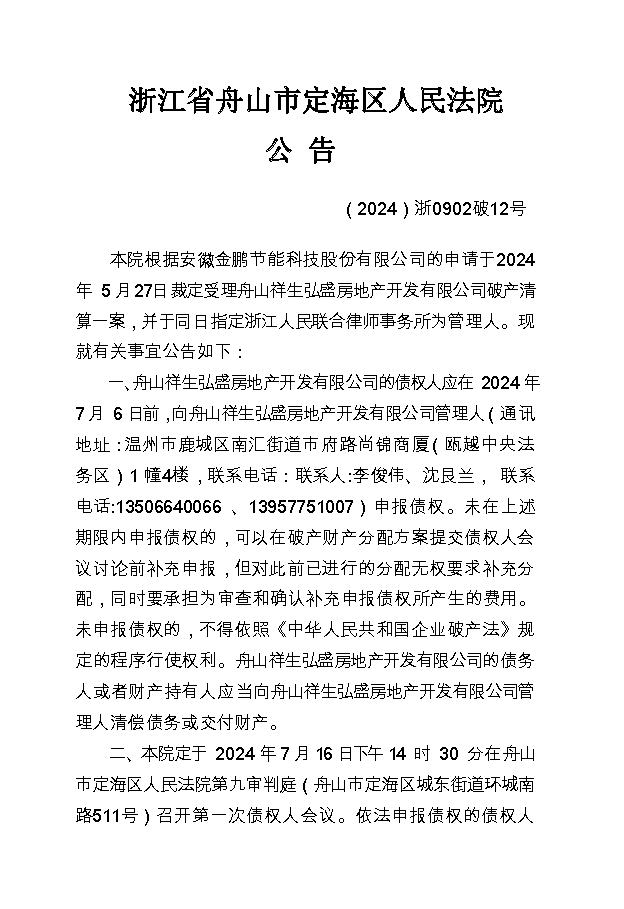 浙江省舟山市定海区人民法院
公 告
（2024）浙0902破12号
本院根据安徽金鹏节能科技股份有限公司的申请于2024
年 5月27日裁定受理舟山祥生弘盛房地产开发有限公司破产清
算一案，并于同日指定浙江人民联合律师事务所为管理人。现
就有关事宜公告如下：
一、舟山祥生弘盛房地产开发有限公司的债权人应在 2024年
7月 6日前，向舟山祥生弘盛房地产开发有限公司管理人（通讯
地址：温州市鹿城区南汇街道市府路尚锦商厦（瓯越中央法
务区）1幢4楼，联系电话：联系人:李俊伟、沈艮兰， 联系
电话:13506640066 、13957751007）申报债权。未在上述
期限内申报债权的，可以在破产财产分配方案提交债权人会
议讨论前补充申报，但对此前已进行的分配无权要求补充分
配，同时要承担为审查和确认补充申报债权所产生的费用。
未申报债权的，不得依照《中华人民共和国企业破产法》规
定的程序行使权利。舟山祥生弘盛房地产开发有限公司的债务
人或者财产持有人应当向舟山祥生弘盛房地产开发有限公司管
理人清偿债务或交付财产。
二、本院定于 2024年7月16日下午14 时 30 分在舟山
市定海区人民法院第九审判庭（舟山市定海区城东街道环城南
路511号）召开第一次债权人会议。依法申报债权的债权人